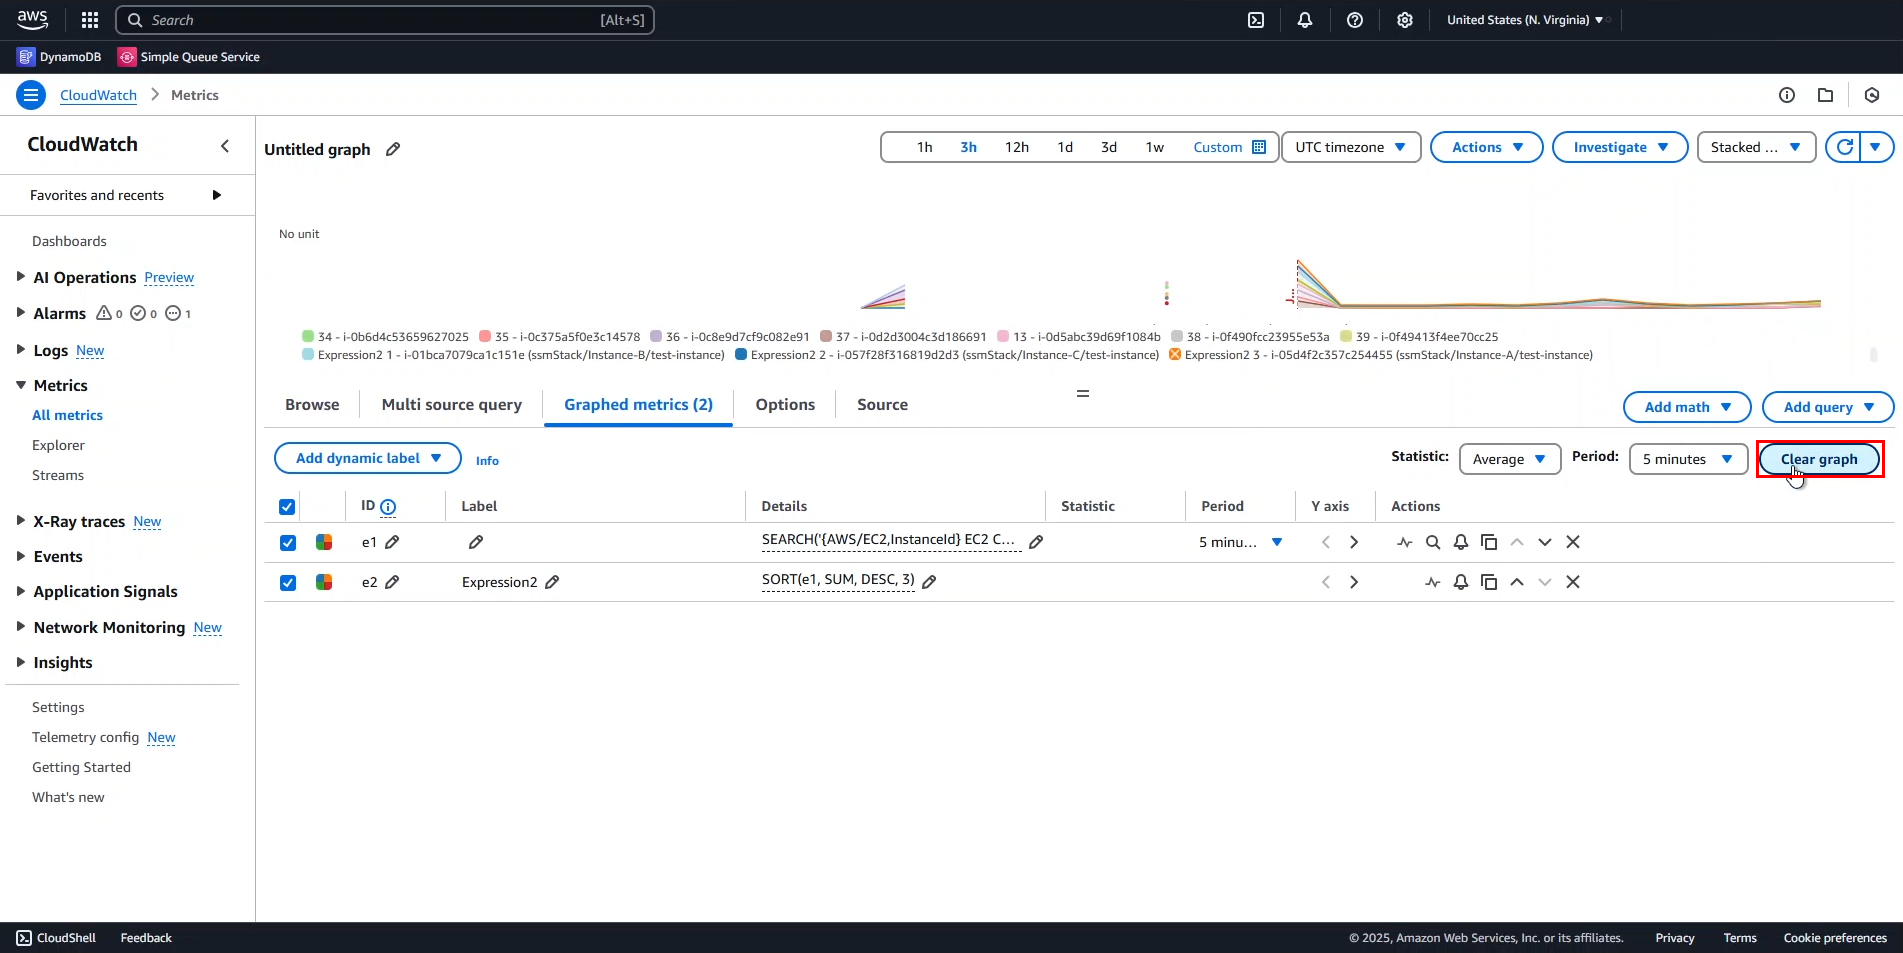 aws Search [Alt+S] United States (N. Virginia)
DynamoDB Simple Queue Service
CloudWatch Metrics
CloudWatch
Favorites and recents
Dashboards
AI Operations Preview
Alarms 0 0 1
Logs New
Metrics
All metrics
Explorer
Streams
X-Ray traces New
Events
Application Signals
Network Monitoring New
Insights
Settings
Telemetry config New
Getting Started
What's new
Untitled graph 1h 3h 12h 1d 3d 1w Custom UTC timezone Actions Investigate Stacked ...
No unit
34 - i-0b6d4c53659627025 35 - i-0c375a5f0e3c14578 36 - i-0c8e9d7cf9c082e91 37 - i-0d2d3004c3d186691 13 - i-0d5abc39d69f1084b 38 - i-0f490fcc23955e53a 39 - i-0f49413f4ee70cc25
Expression2 1 - i-01bca7079ca1c151e (ssmStack/Instance-B/test-instance) Expression2 2 - i-057f28f316819d2d3 (ssmStack/Instance-C/test-instance) Expression2 3 - i-05d4f2c357c254455 (ssmStack/Instance-A/test-instance)
Browse Multi source query Graphed metrics (2) Options Source Add math Add query
Add dynamic label Info Statistic: Average Period: 5 minutes Clear graph
ID Label Details Statistic Period Y axis Actions
e1 SEARCH('{AWS/EC2,InstanceId} EC2 C... 5 minu...
e2 Expression2 SORT(e1, SUM, DESC, 3)
CloudShell Feedback © 2025, Amazon Web Services, Inc. or its affiliates. Privacy Terms Cookie preferences